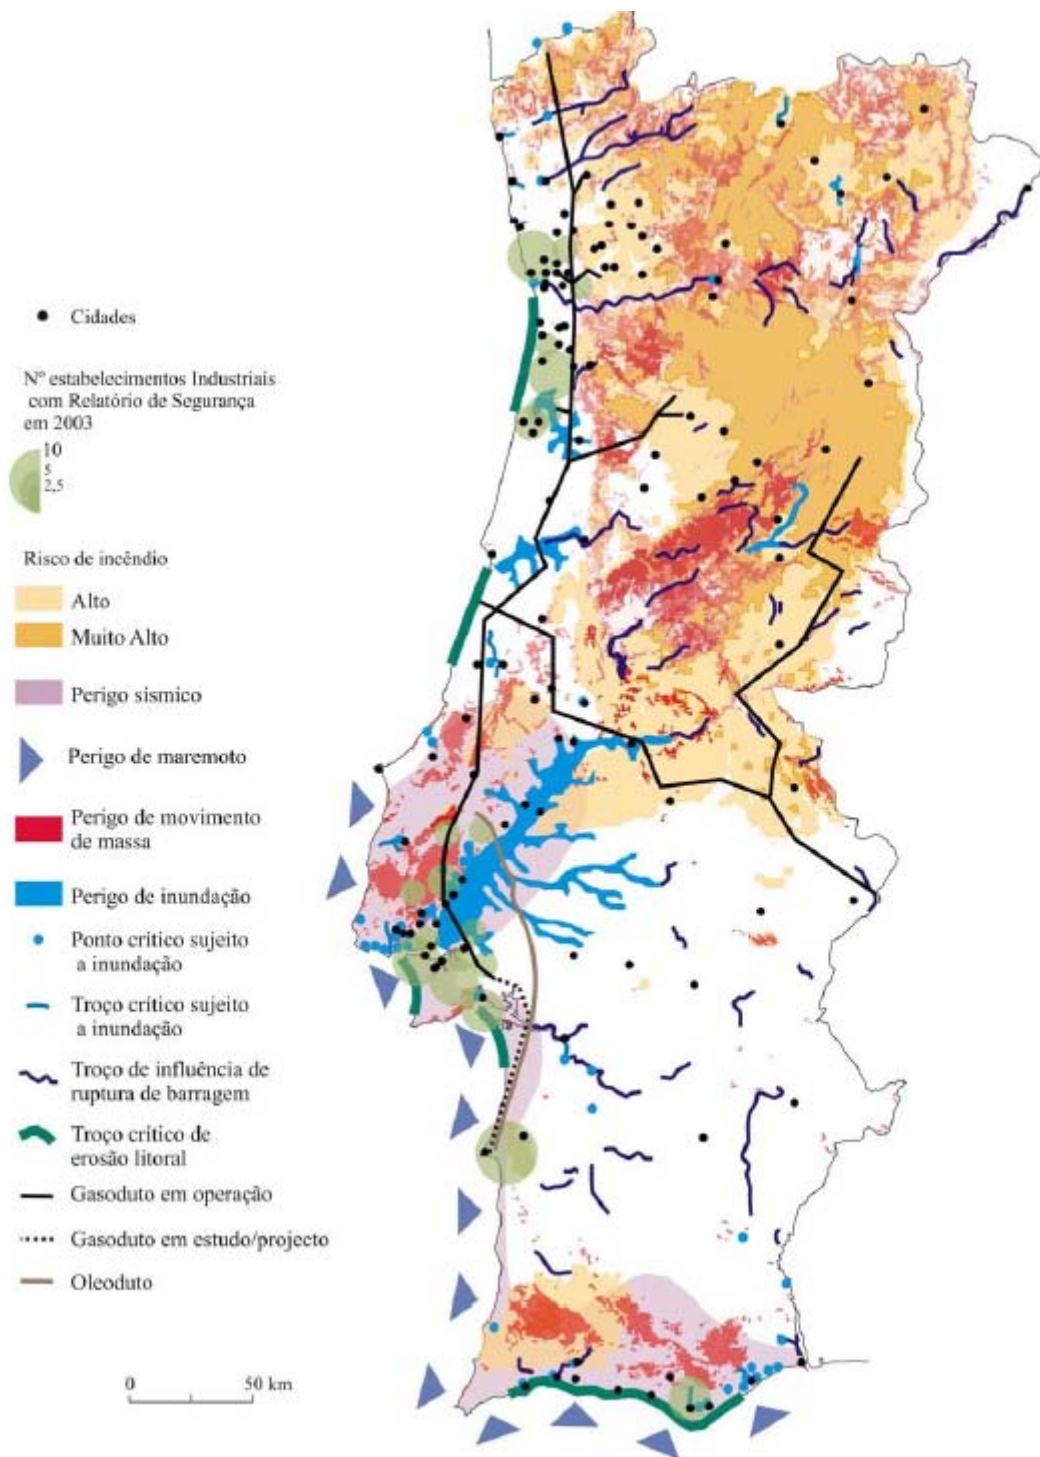 Cidades
Nº estabelecimentos Industriais
com Relatório de Segurança
em 2003
10
5
2,5
Risco de incêndio
Alto
Muito Alto
Perigo sísmico
Perigo de maremoto
Perigo de movimento
de massa
Perigo de inundação
Ponto crítico sujeito
a inundação
Troço crítico sujeito
a inundação
Troço de influência de
ruptura de barragem
Troço crítico de
erosão litoral
Gasoduto em operação
Gasoduto em estudo/projecto
Oleoduto
0 50 km